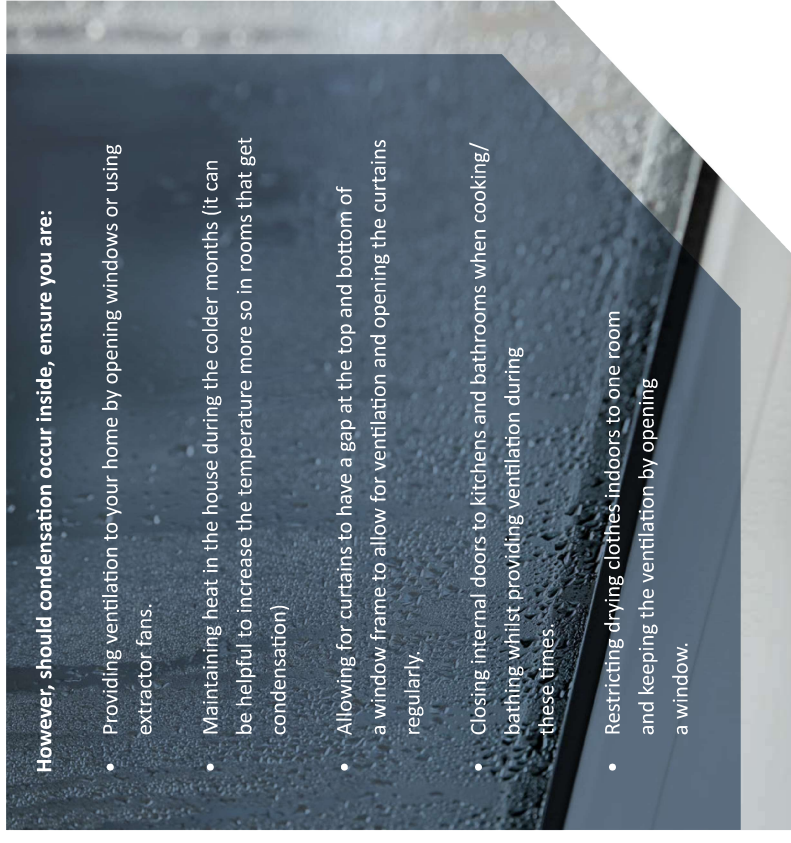 However, should condensation occur inside, ensure you are:
• Providing ventilation to your home by opening windows or using
extractor fans.
• Maintaining heat in the house during the colder months (it can
be helpful to increase the temperature more so in rooms that get
condensation)
• Allowing for curtains to have a gap at the top and bottom of
a window frame to allow for ventilation and opening the curtains
regularly.
• Closing internal doors to kitchens and bathrooms when cooking/
bathing whilst providing ventilation during
these times.
• Restricting drying clothes indoors to one room
and keeping the ventilation by opening
a window.